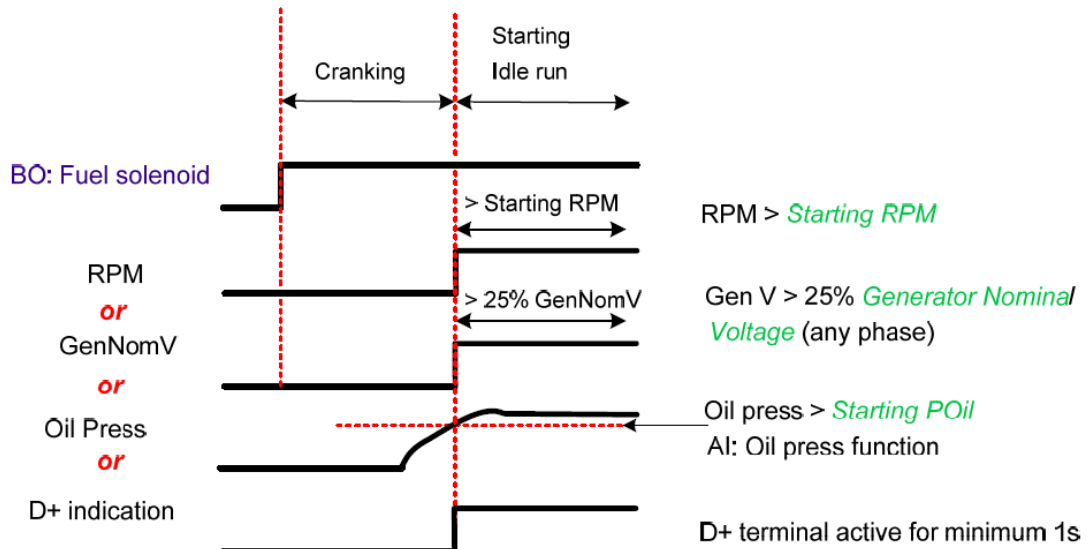 Starting
Idle run
Cranking
BO: Fuel solenoid
> Starting RPM
RPM > Starting RPM
RPM
or
> 25% GenNomV
Gen V > 25% Generator Nominal
Voltage (any phase)
GenNomV
or
Oil press > Starting POil
AI: Oil press function
Oil Press
or
D+ indication
D+ terminal active for minimum 1s